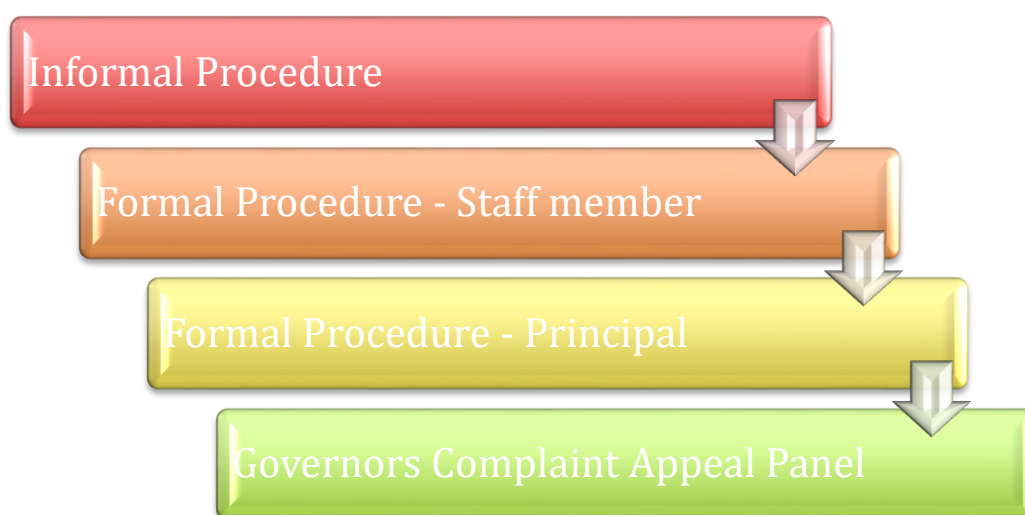 Informal Procedure
Formal Procedure - Staff member
Formal Procedure - Principal
Governors Complaint Appeal Panel